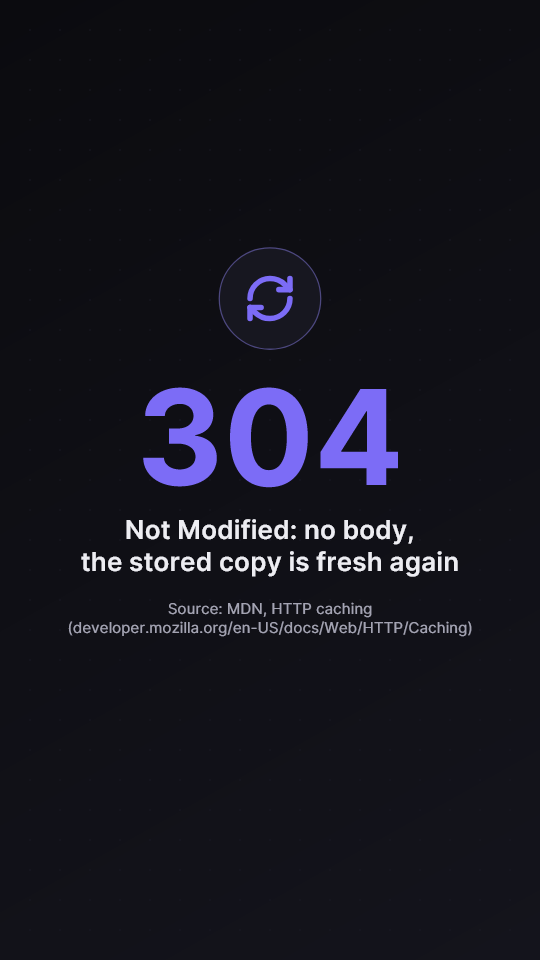 304
Not Modified: no body,
the stored copy is fresh again
Source: MDN, HTTP caching
(developer.mozilla.org/en-US/docs/Web/HTTP/Caching)